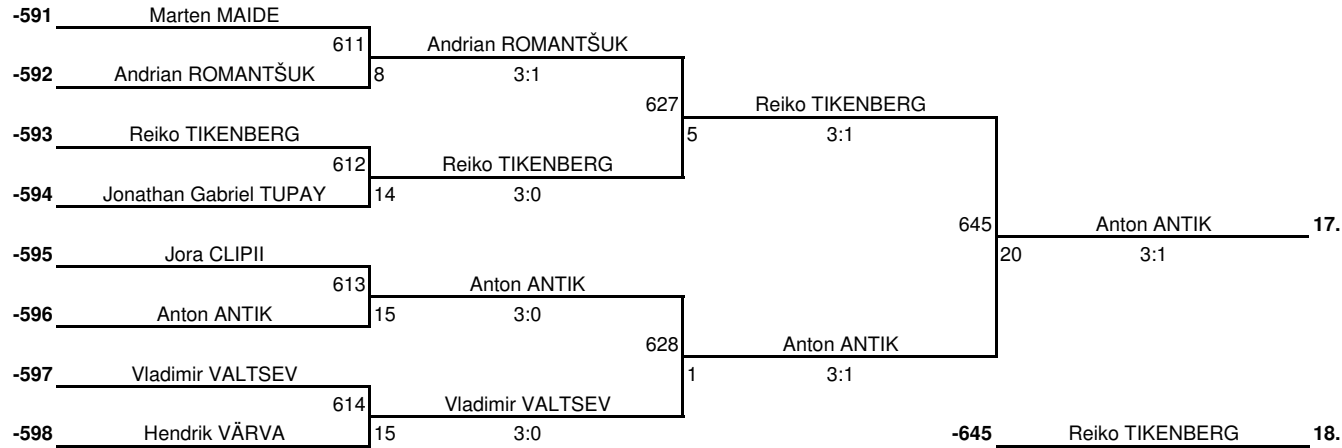 -591 Marten MAIDE
611 Andrian ROMANTŠUK
-592 Andrian ROMANTŠUK 8 3:1
627 Reiko TIKENBERG
-593 Reiko TIKENBERG 5 3:1
612 Reiko TIKENBERG
-594 Jonathan Gabriel TUPAY 14 3:0
645 Anton ANTIK 17.
-595 Jora CLIPII 20 3:1
613 Anton ANTIK
-596 Anton ANTIK 15 3:0
628 Anton ANTIK
-597 Vladimir VALTSEV 1 3:1
614 Vladimir VALTSEV
-598 Hendrik VÄRVA 15 3:0 -645 Reiko TIKENBERG 18.